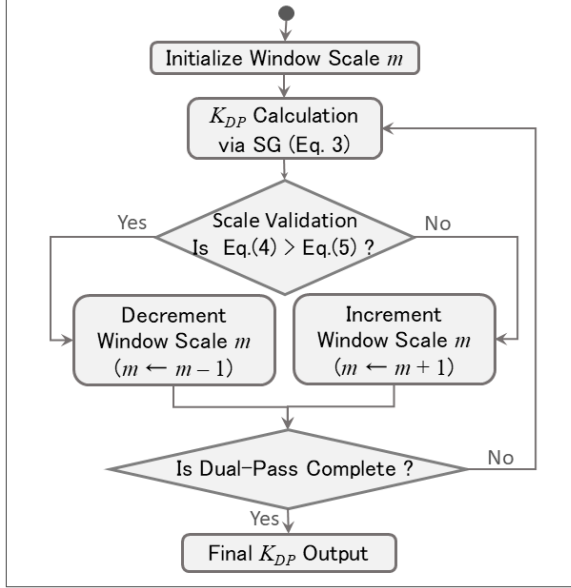 Initialize Window Scale m
K_DP Calculation
via SG (Eq. 3)
Scale Validation
Is Eq.(4) > Eq.(5) ?
Yes
No
Decrement
Window Scale m
(m ← m – 1)
Increment
Window Scale m
(m ← m + 1)
Is Dual-Pass Complete ?
No
Yes
Final K_DP Output